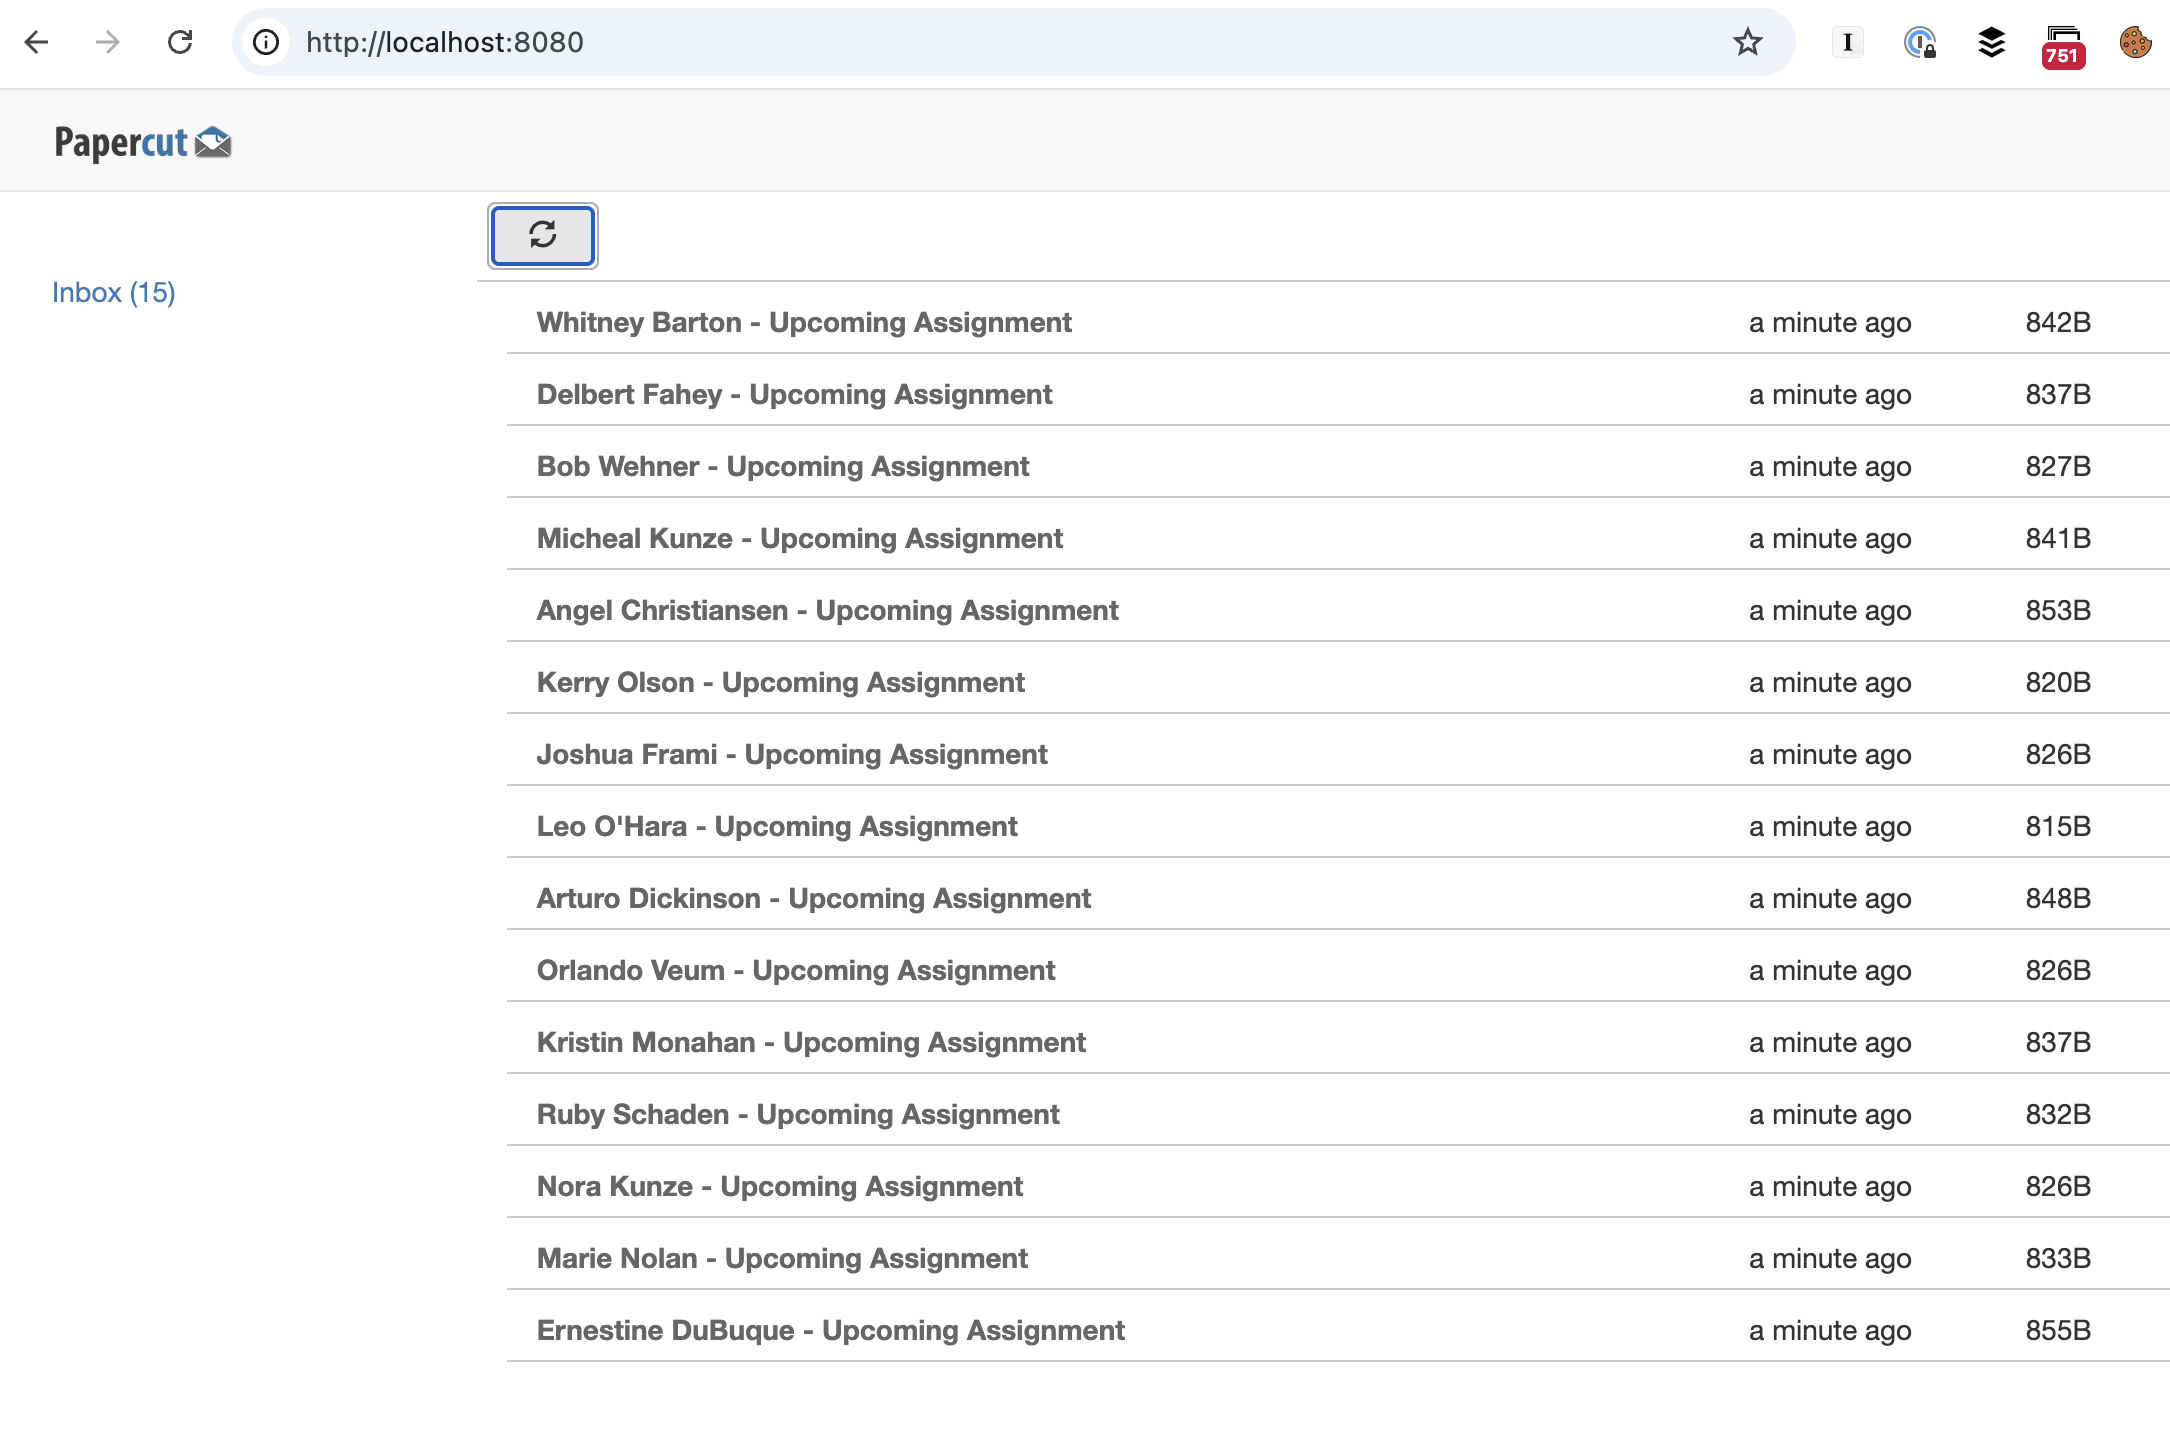 http://localhost:8080
I
751
Papercut
Inbox (15)
Whitney Barton - Upcoming Assignment a minute ago 842B
Delbert Fahey - Upcoming Assignment a minute ago 837B
Bob Wehner - Upcoming Assignment a minute ago 827B
Micheal Kunze - Upcoming Assignment a minute ago 841B
Angel Christiansen - Upcoming Assignment a minute ago 853B
Kerry Olson - Upcoming Assignment a minute ago 820B
Joshua Frami - Upcoming Assignment a minute ago 826B
Leo O'Hara - Upcoming Assignment a minute ago 815B
Arturo Dickinson - Upcoming Assignment a minute ago 848B
Orlando Veum - Upcoming Assignment a minute ago 826B
Kristin Monahan - Upcoming Assignment a minute ago 837B
Ruby Schaden - Upcoming Assignment a minute ago 832B
Nora Kunze - Upcoming Assignment a minute ago 826B
Marie Nolan - Upcoming Assignment a minute ago 833B
Ernestine DuBuque - Upcoming Assignment a minute ago 855B